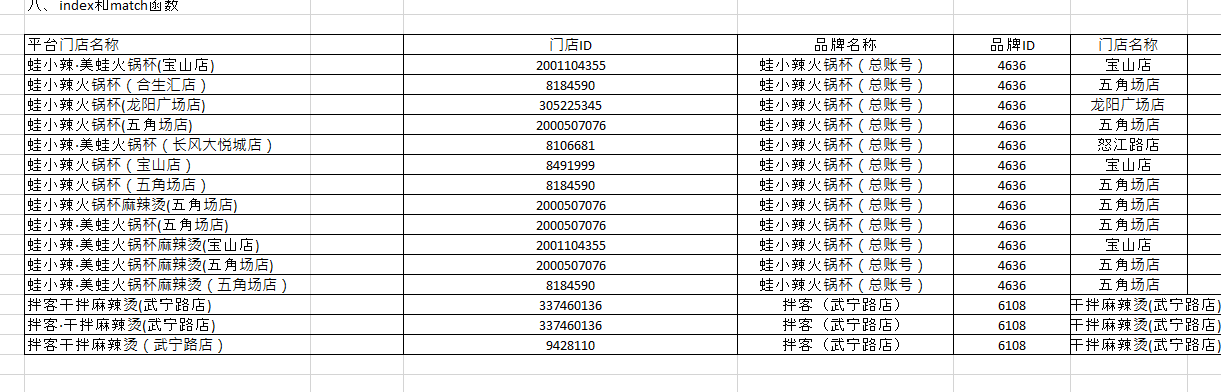 八、index和match函数
平台门店名称 门店ID 品牌名称 品牌ID 门店名称
蛙小辣·美蛙火锅杯(宝山店) 2001104355 蛙小辣火锅杯（总账号） 4636 宝山店
蛙小辣火锅杯（合生汇店） 8184590 蛙小辣火锅杯（总账号） 4636 五角场店
蛙小辣火锅杯(龙阳广场店) 305225345 蛙小辣火锅杯（总账号） 4636 龙阳广场店
蛙小辣火锅杯(五角场店) 2000507076 蛙小辣火锅杯（总账号） 4636 五角场店
蛙小辣·美蛙火锅杯（长风大悦城店） 8106681 蛙小辣火锅杯（总账号） 4636 怒江路店
蛙小辣火锅杯（宝山店） 8491999 蛙小辣火锅杯（总账号） 4636 宝山店
蛙小辣火锅杯（五角场店） 8184590 蛙小辣火锅杯（总账号） 4636 五角场店
蛙小辣火锅杯麻辣烫(五角场店) 2000507076 蛙小辣火锅杯（总账号） 4636 五角场店
蛙小辣·美蛙火锅杯(五角场店) 2000507076 蛙小辣火锅杯（总账号） 4636 五角场店
蛙小辣·美蛙火锅杯麻辣烫(宝山店) 2001104355 蛙小辣火锅杯（总账号） 4636 宝山店
蛙小辣·美蛙火锅杯麻辣烫(五角场店) 2000507076 蛙小辣火锅杯（总账号） 4636 五角场店
蛙小辣·美蛙火锅杯麻辣烫（五角场店） 8184590 蛙小辣火锅杯（总账号） 4636 五角场店
拌客干拌麻辣烫(武宁路店) 337460136 拌客（武宁路店） 6108 干拌麻辣烫(武宁路店)
拌客·干拌麻辣烫(武宁路店) 337460136 拌客（武宁路店） 6108 干拌麻辣烫(武宁路店)
拌客干拌麻辣烫（武宁路店） 9428110 拌客（武宁路店） 6108 干拌麻辣烫(武宁路店)